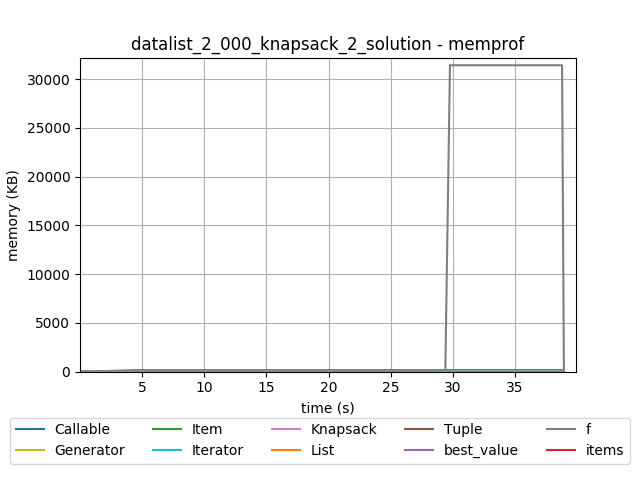 datalist_2_000_knapsack_2_solution - memprof
memory (KB)
30000
25000
20000
15000
10000
5000
0
5 10 15 20 25 30 35
time (s)
Callable Item Knapsack Tuple f
Generator Iterator List best_value items